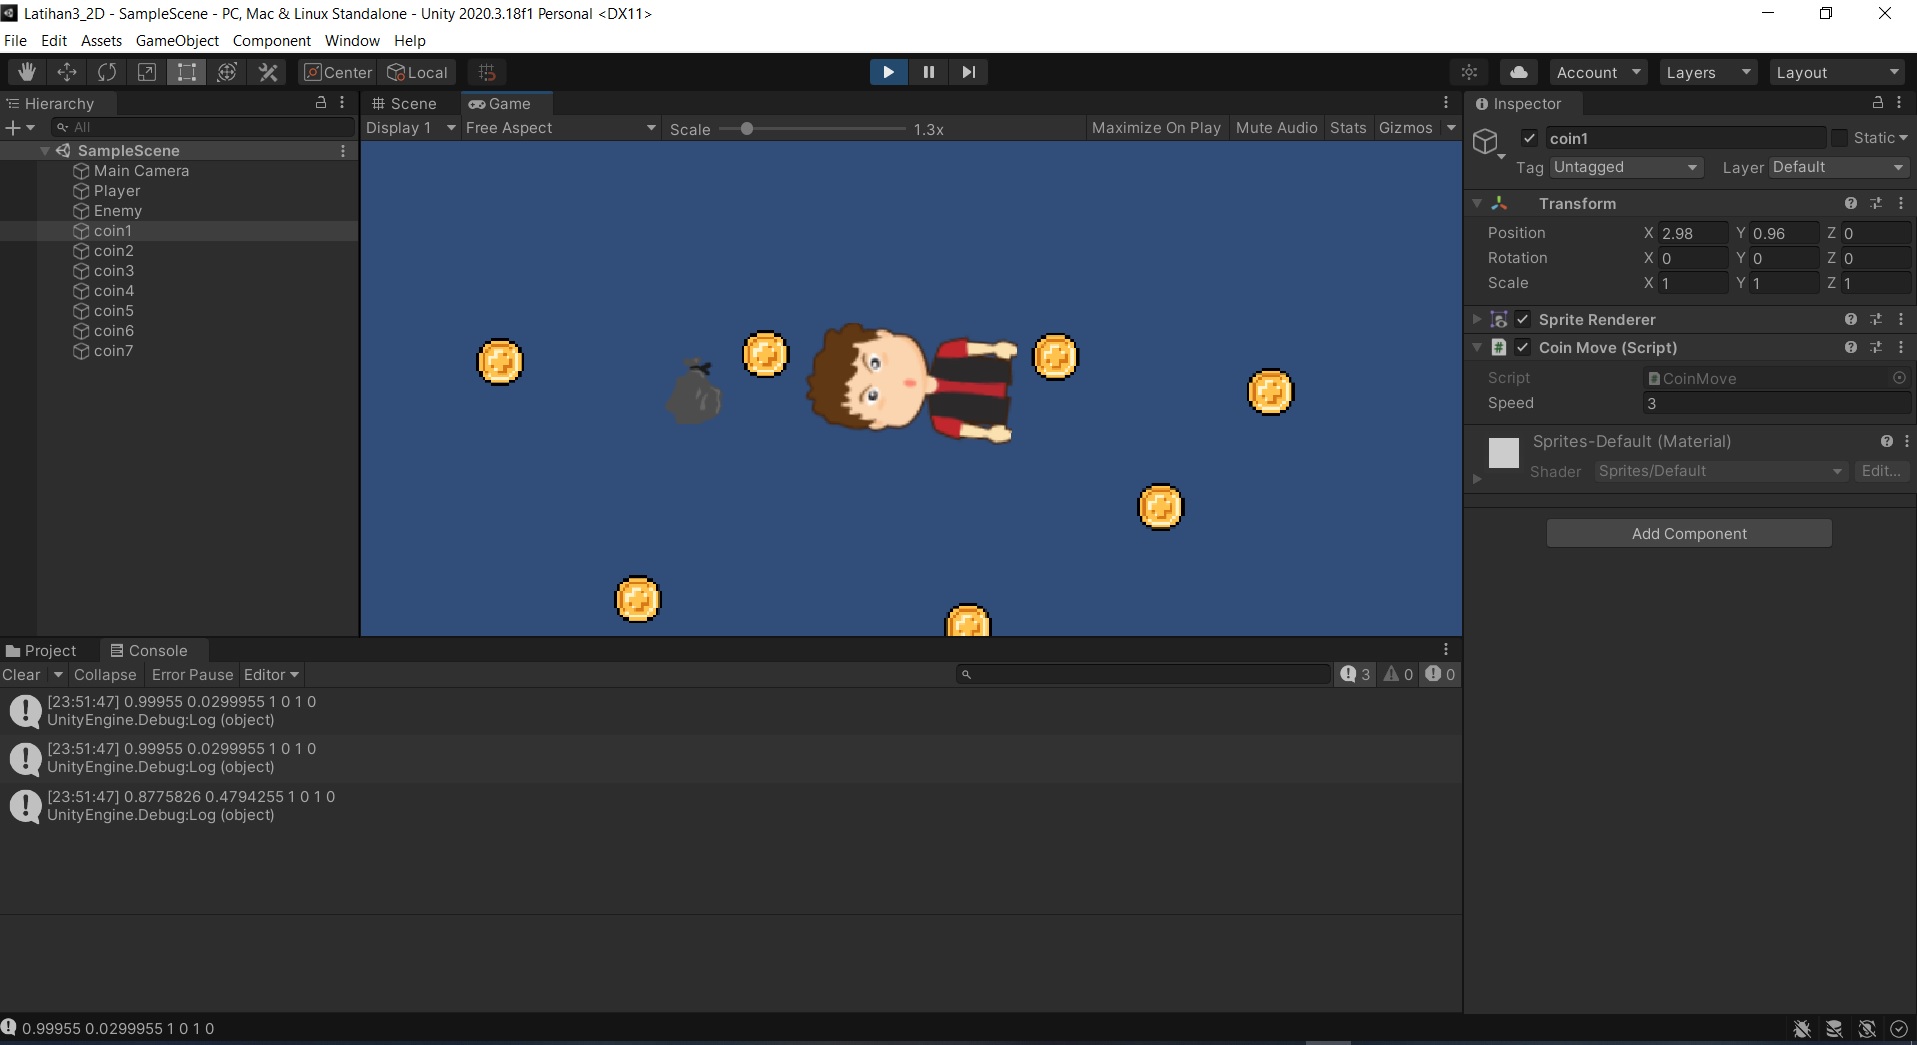 Latihan3_2D - SampleScene - PC, Mac & Linux Standalone - Unity 2020.3.18f1 Personal <DX11>
File Edit Assets GameObject Component Window Help
Center Local Account Layers Layout
Hierarchy
All
SampleScene
Main Camera
Player
Enemy
coin1
coin2
coin3
coin4
coin5
coin6
coin7
Scene Game
Display 1 Free Aspect Scale 1.3x Maximize On Play Mute Audio Stats Gizmos
Inspector
coin1 Static
Tag Untagged Layer Default
Transform
Position X 2.98 Y 0.96 Z 0
Rotation X 0 Y 0 Z 0
Scale X 1 Y 1 Z 1
Sprite Renderer
Coin Move (Script)
Script CoinMove
Speed 3
Sprites-Default (Material)
Shader Sprites/Default Edit...
Add Component
Project Console
Clear Collapse Error Pause Editor 3 0 0
[23:51:47] 0.99955 0.0299955 1 0 1 0
UnityEngine.Debug:Log (object)
[23:51:47] 0.99955 0.0299955 1 0 1 0
UnityEngine.Debug:Log (object)
[23:51:47] 0.8775826 0.4794255 1 0 1 0
UnityEngine.Debug:Log (object)
0.99955 0.0299955 1 0 1 0